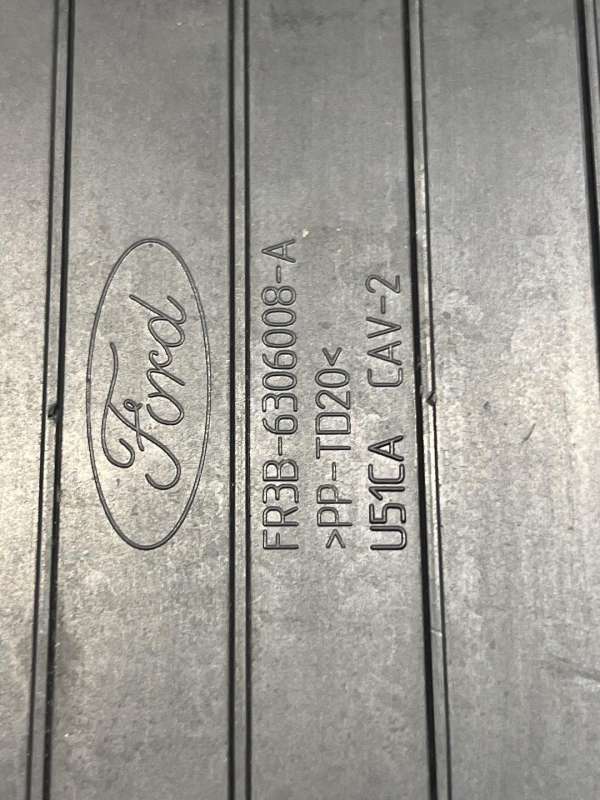 Ford
FR3B-6306008-A
>PP-TD20<
U51CA CAV-2